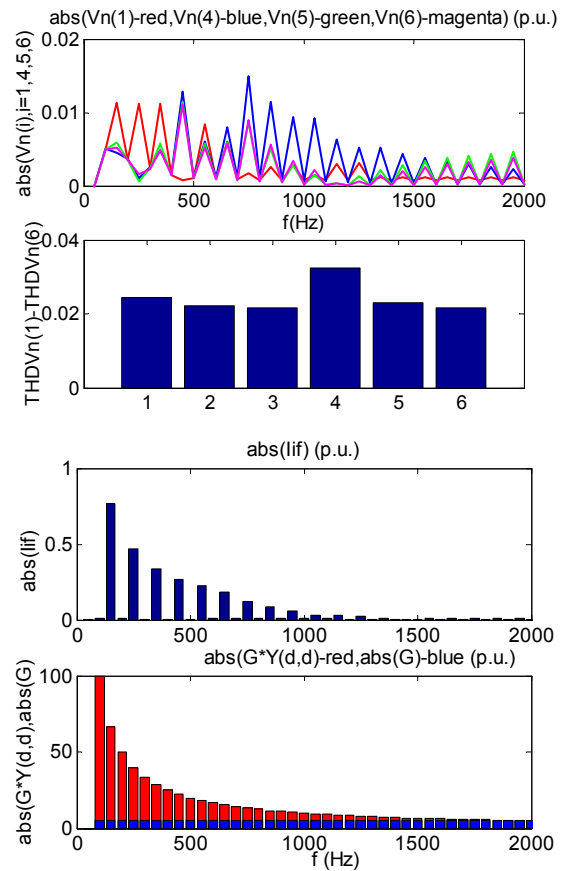 abs(Vn(1)-red,Vn(4)-blue,Vn(5)-green,Vn(6)-magenta) (p.u.)
abs(Vn(i),i=1,4,5,6)
0.02
0.01
0
0 500 1000 1500 2000
f(Hz)
THDVn(1)-THDVn(6)
0.04
0.02
0
1 2 3 4 5 6
abs(Iif) (p.u.)
abs(Iif)
1
0.5
0
0 500 1000 1500 2000
abs(G*Y(d,d)-red,abs(G)-blue (p.u.)
abs(G*Y(d,d),abs(G)
100
50
0
0 500 1000 1500 2000
f (Hz)